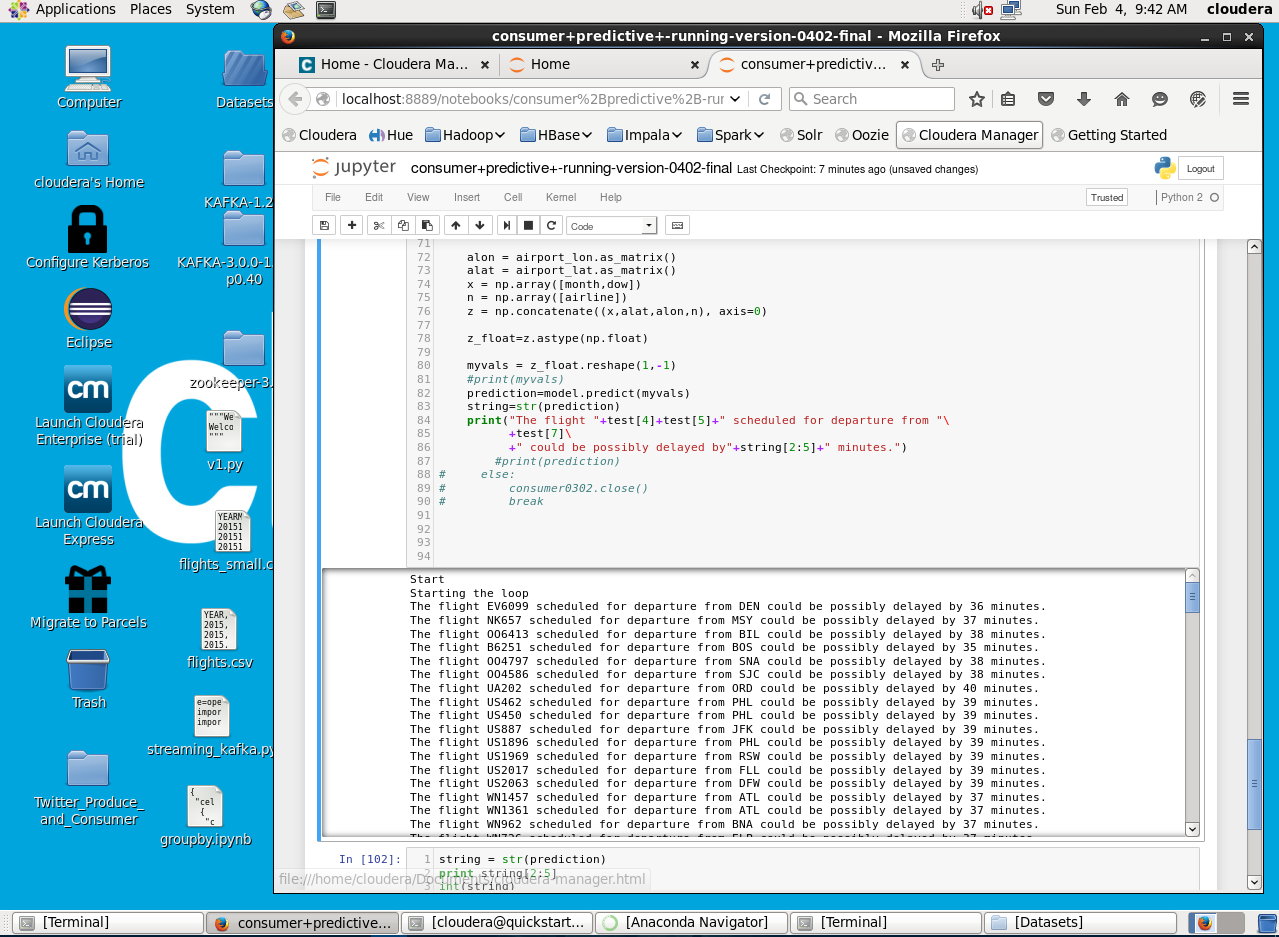 Applications Places System
Sun Feb 4, 9:42 AM cloudera
Computer
cloudera's Home
Configure Kerberos
Eclipse
Launch Cloudera
Enterprise (trial)
Launch Cloudera
Express
Migrate to Parcels
Trash
Twitter_Produce_
and_Consumer
Datasets
KAFKA-1.2
KAFKA-3.0.0-1.
p0.40
zookeeper-3.
"""We
Welco
"""
v1.py
YEARM
20151
20151
20151
flights_small.c
YEAR,
2015,
2015,
2015.
flights.csv
e=ope
impor
impor
streaming_kafka.py
{
"cel
{
"c
groupby.ipynb
cm
cm
C
consumer+predictive+-running-version-0402-final - Mozilla Firefox
Home - Cloudera Ma...
Home
consumer+predictiv...
localhost:8889/notebooks/consumer%2Bpredictive%2B-rur
Search
Cloudera Hue Hadoop HBase Impala Spark Solr Oozie Cloudera Manager Getting Started
jupyter consumer+predictive+-running-version-0402-final Last Checkpoint: 7 minutes ago (unsaved changes)
Logout
File Edit View Insert Cell Kernel Help
Trusted Python 2
Code
71
72 alon = airport_lon.as_matrix()
73 alat = airport_lat.as_matrix()
74 x = np.array([month,dow])
75 n = np.array([airline])
76 z = np.concatenate((x,alat,alon,n), axis=0)
77
78 z_float=z.astype(np.float)
79
80 myvals = z_float.reshape(1,-1)
81 #print(myvals)
82 prediction=model.predict(myvals)
83 string=str(prediction)
84 print("The flight "+test[4]+test[5]+" scheduled for departure from "\
85 +test[7]\
86 +" could be possibly delayed by"+string[2:5]+" minutes.")
87 #print(prediction)
88 # else:
89 # consumer0302.close()
90 # break
91
92
93
94
Start
Starting the loop
The flight EV6099 scheduled for departure from DEN could be possibly delayed by 36 minutes.
The flight NK657 scheduled for departure from MSY could be possibly delayed by 37 minutes.
The flight OO6413 scheduled for departure from BIL could be possibly delayed by 38 minutes.
The flight B6251 scheduled for departure from BOS could be possibly delayed by 35 minutes.
The flight OO4797 scheduled for departure from SNA could be possibly delayed by 38 minutes.
The flight OO4586 scheduled for departure from SJC could be possibly delayed by 38 minutes.
The flight UA202 scheduled for departure from ORD could be possibly delayed by 40 minutes.
The flight US462 scheduled for departure from PHL could be possibly delayed by 39 minutes.
The flight US450 scheduled for departure from PHL could be possibly delayed by 39 minutes.
The flight US887 scheduled for departure from JFK could be possibly delayed by 39 minutes.
The flight US1896 scheduled for departure from PHL could be possibly delayed by 39 minutes.
The flight US1969 scheduled for departure from RSW could be possibly delayed by 39 minutes.
The flight US2017 scheduled for departure from FLL could be possibly delayed by 39 minutes.
The flight US2063 scheduled for departure from DFW could be possibly delayed by 39 minutes.
The flight WN1457 scheduled for departure from ATL could be possibly delayed by 37 minutes.
The flight WN1361 scheduled for departure from ATL could be possibly delayed by 37 minutes.
The flight WN962 scheduled for departure from BNA could be possibly delayed by 37 minutes.
In [102]:
1 string = str(prediction)
2 print string[2:5]
3 int(string)
file:///home/cloudera/Documents/cloudera-manager.html
[Terminal]
consumer+predictive...
[cloudera@quickstart...
[Anaconda Navigator]
[Terminal]
[Datasets]